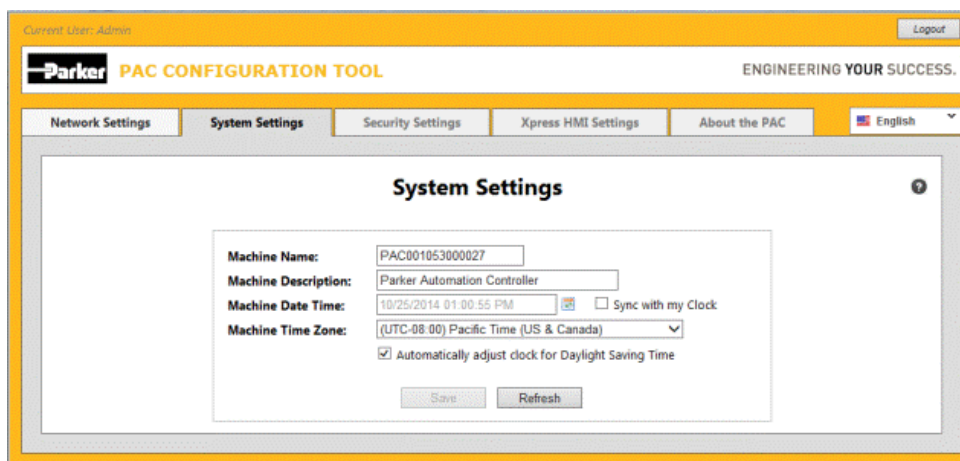 Current User: Admin
Logout
Parker PAC CONFIGURATION TOOL ENGINEERING YOUR SUCCESS.
Network Settings System Settings Security Settings Xpress HMI Settings About the PAC English
System Settings ?
Machine Name: PAC001053000027
Machine Description: Parker Automation Controller
Machine Date Time: 10/25/2014 01:00:55 PM Sync with my Clock
Machine Time Zone: (UTC-08:00) Pacific Time (US & Canada)
Automatically adjust clock for Daylight Saving Time
Save Refresh